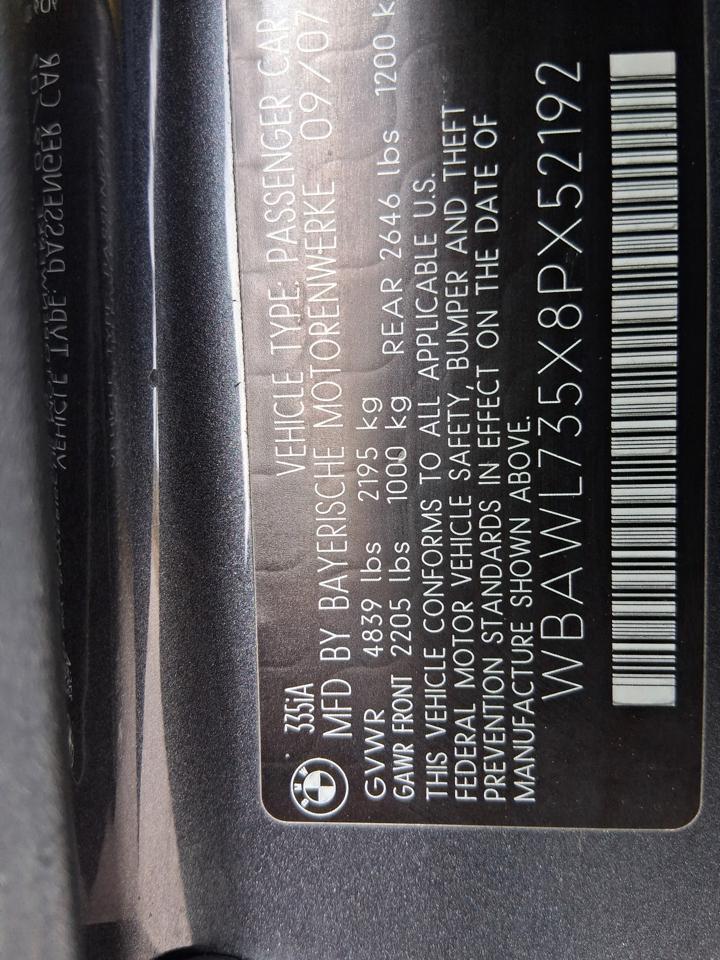 335iA VEHICLE TYPE: PASSENGER CAR
MFD BY BAYERISCHE MOTORENWERKE 09/07
GVWR 4839 lbs 2195 kg
GAWR FRONT 2205 lbs 1000 kg REAR 2646 lbs 1200 k
THIS VEHICLE CONFORMS TO ALL APPLICABLE U.S.
FEDERAL MOTOR VEHICLE SAFETY, BUMPER AND THEFT
PREVENTION STANDARDS IN EFFECT ON THE DATE OF
MANUFACTURE SHOWN ABOVE.
WBAWL735X8PX52192